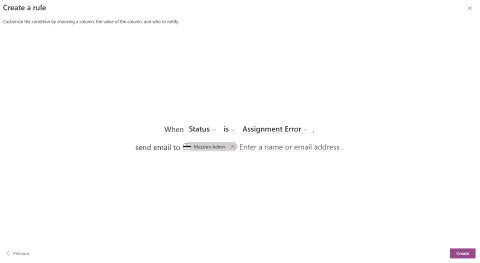 Create a rule
Customize the condition by choosing a column, the value of the column, and who to notify.
When Status is Assignment Error .
send email to Mozzism Admin Enter a name or email address .
Previous
Create